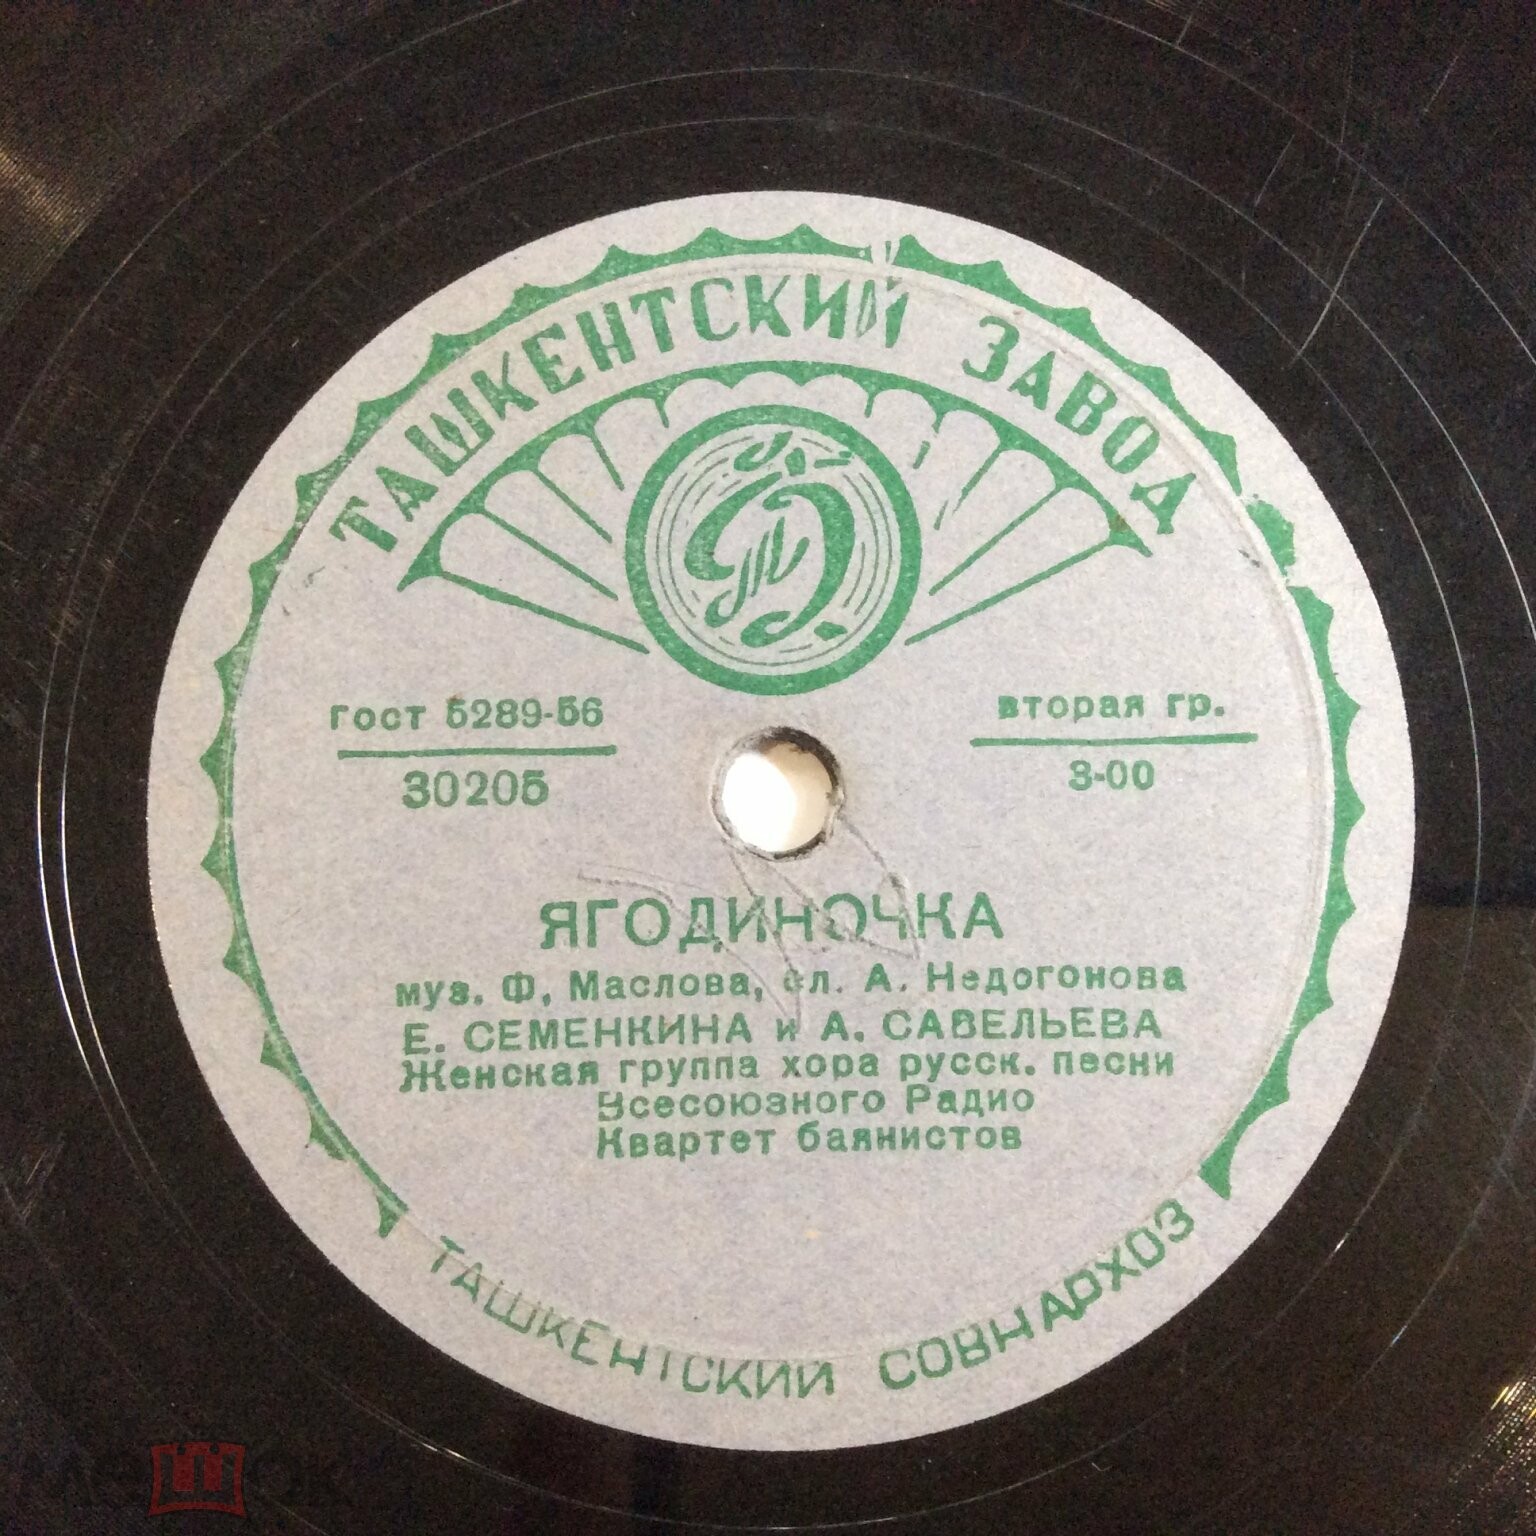 ТАШКЕНТСКИЙ ЗАВОД
гост 5289-56
30205
вторая гр.
3-00
ЯГОДИНОЧКА
муз. Ф. Маслова, сл. А. Недогонова
Е. СЕМЕНКИНА и А. САВЕЛЬЕВА
Женская группа хора русск. песни
Всесоюзного Радио
Квартет баянистов
ТАШКЕНТСКИЙ СОВНАРХОЗ